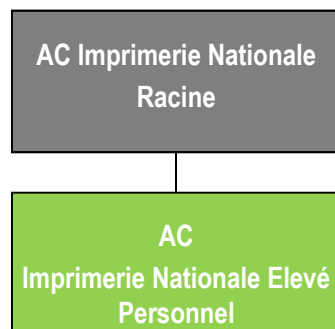 AC Imprimerie Nationale
Racine
AC
Imprimerie Nationale Elevé
Personnel